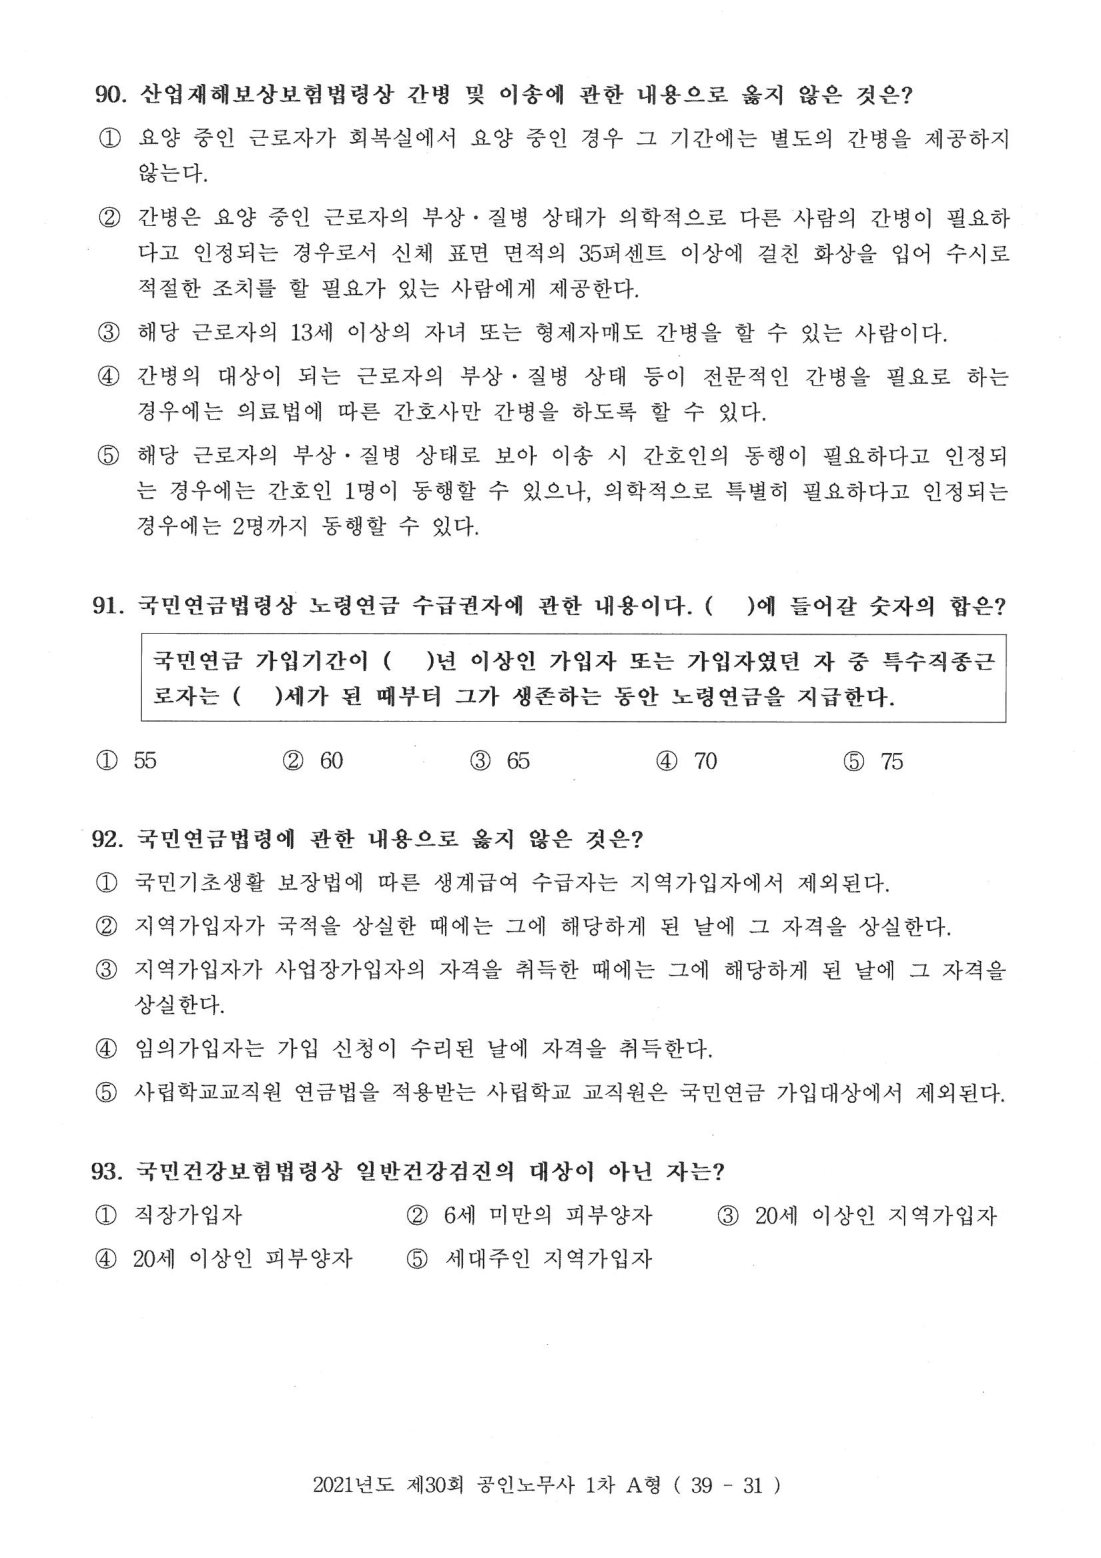 90. 산업재해보상보험법령상 간병 및 이송에 관한 내용으로 옳지 않은 것은?
① 요양 중인 근로자가 회복실에서 요양 중인 경우 그 기간에는 별도의 간병을 제공하지
않는다.
② 간병은 요양 중인 근로자의 부상·질병 상태가 의학적으로 다른 사람의 간병이 필요하
다고 인정되는 경우로서 신체 표면 면적의 35퍼센트 이상에 걸친 화상을 입어 수시로
적절한 조치를 할 필요가 있는 사람에게 제공한다.
③ 해당 근로자의 13세 이상의 자녀 또는 형제자매도 간병을 할 수 있는 사람이다.
④ 간병의 대상이 되는 근로자의 부상·질병 상태 등이 전문적인 간병을 필요로 하는
경우에는 의료법에 따른 간호사만 간병을 하도록 할 수 있다.
⑤ 해당 근로자의 부상·질병 상태로 보아 이송 시 간호인의 동행이 필요하다고 인정되
는 경우에는 간호인 1명이 동행할 수 있으나, 의학적으로 특별히 필요하다고 인정되는
경우에는 2명까지 동행할 수 있다.
91. 국민연금법령상 노령연금 수급권자에 관한 내용이다. (　)에 들어갈 숫자의 합은?
국민연금 가입기간이 (　)년 이상인 가입자 또는 가입자였던 자 중 특수직종근
로자는 (　)세가 된 때부터 그가 생존하는 동안 노령연금을 지급한다.
① 55 ② 60 ③ 65 ④ 70 ⑤ 75
92. 국민연금법령에 관한 내용으로 옳지 않은 것은?
① 국민기초생활 보장법에 따른 생계급여 수급자는 지역가입자에서 제외된다.
② 지역가입자가 국적을 상실한 때에는 그에 해당하게 된 날에 그 자격을 상실한다.
③ 지역가입자가 사업장가입자의 자격을 취득한 때에는 그에 해당하게 된 날에 그 자격을
상실한다.
④ 임의가입자는 가입 신청이 수리된 날에 자격을 취득한다.
⑤ 사립학교교직원 연금법을 적용받는 사립학교 교직원은 국민연금 가입대상에서 제외된다.
93. 국민건강보험법령상 일반건강검진의 대상이 아닌 자는?
① 직장가입자 ② 6세 미만의 피부양자 ③ 20세 이상인 지역가입자
④ 20세 이상인 피부양자 ⑤ 세대주인 지역가입자
2021년도 제30회 공인노무사 1차 A형 ( 39 - 31 )